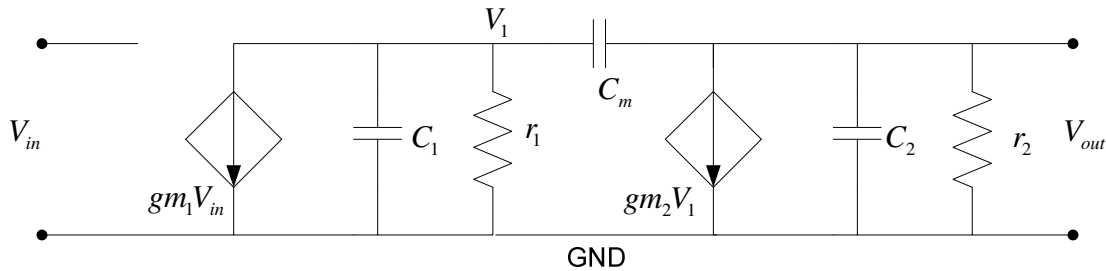 V₁
Cₘ
Vᵢₙ
gm₁Vᵢₙ
C₁
r₁
gm₂V₁
C₂
r₂
Vₒᵤₜ
GND